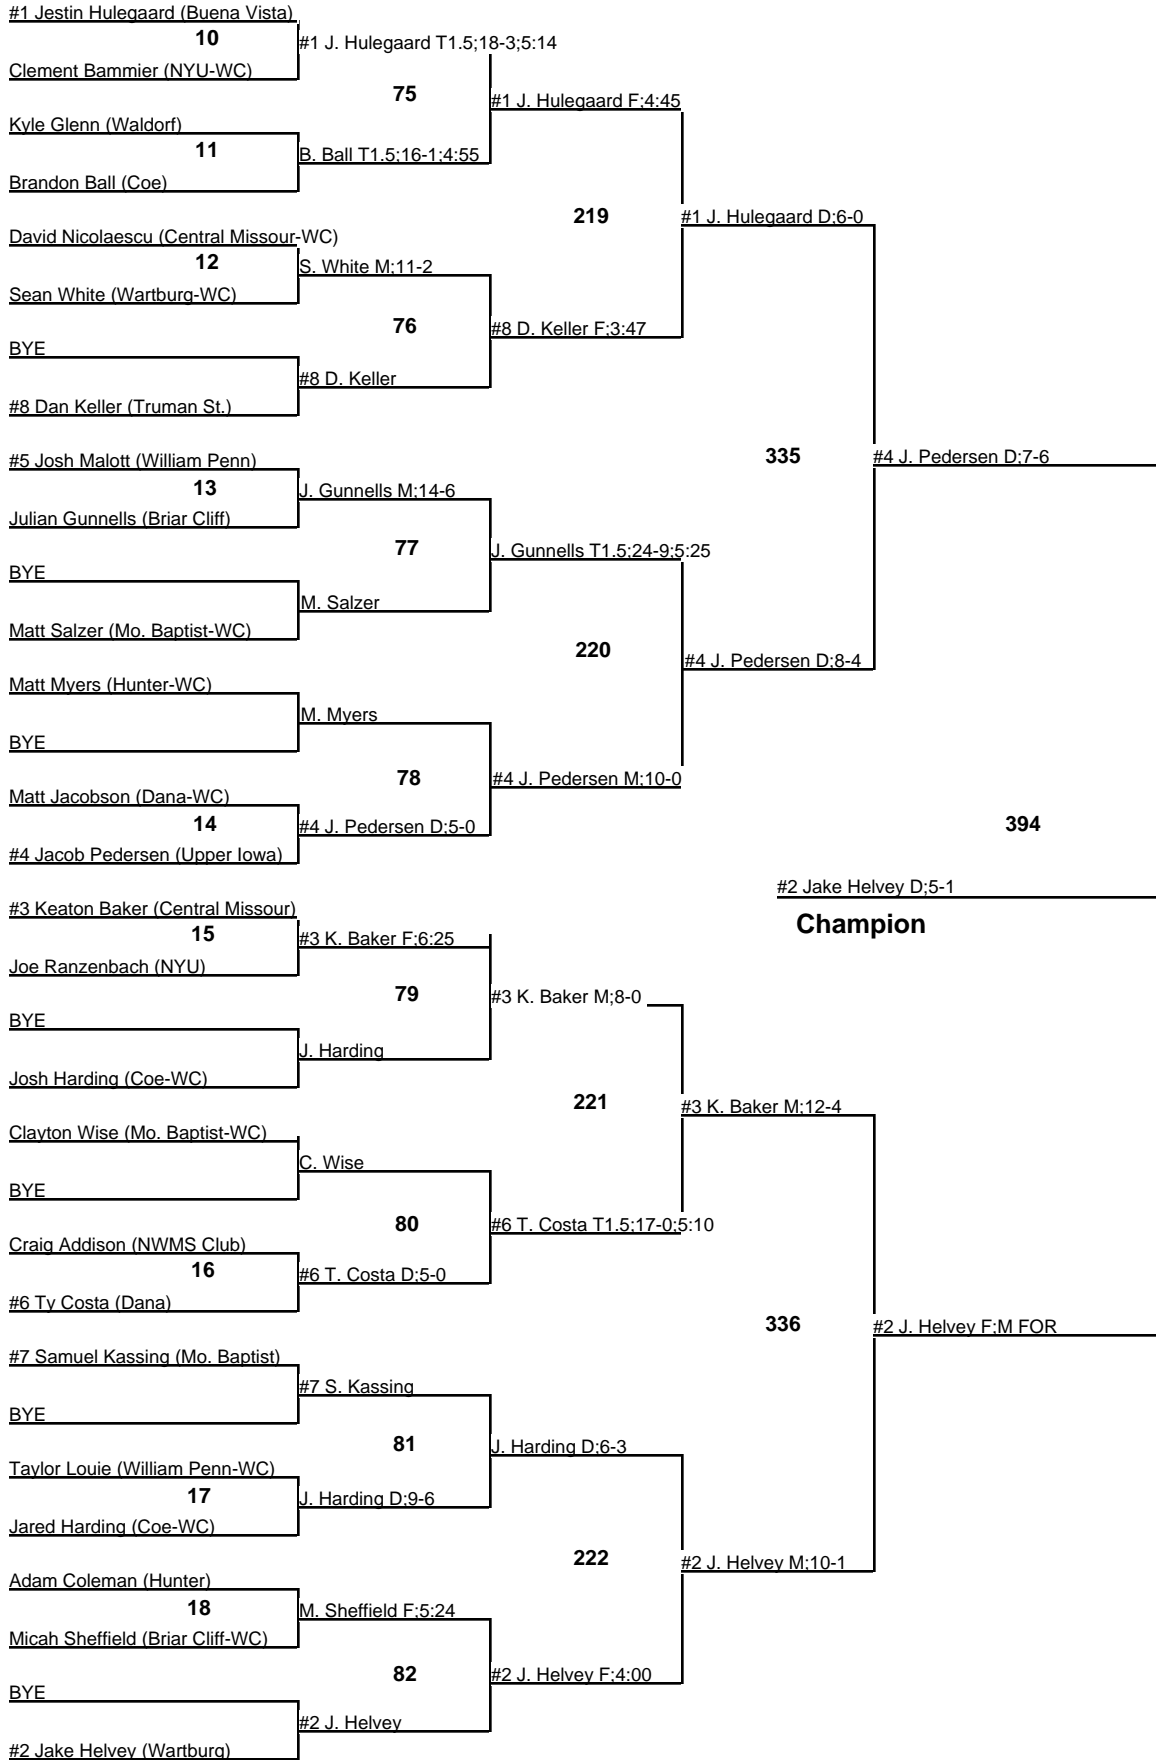 #1 Jestin Hulegaard (Buena Vista)
10
#1 J. Hulegaard T1.5;18-3;5:14
Clement Bammier (NYU-WC)
75
#1 J. Hulegaard F;4:45
Kyle Glenn (Waldorf)
11
B. Ball T1.5;16-1;4:55
Brandon Ball (Coe)
219
#1 J. Hulegaard D;6-0
David Nicolaescu (Central Missour-WC)
12
S. White M;11-2
Sean White (Wartburg-WC)
76
#8 D. Keller F;3:47
BYE
#8 D. Keller
#8 Dan Keller (Truman St.)
335
#4 J. Pedersen D;7-6
#5 Josh Malott (William Penn)
13
J. Gunnells M;14-6
Julian Gunnells (Briar Cliff)
77
J. Gunnells T1.5;24-9;5:25
BYE
M. Salzer
Matt Salzer (Mo. Baptist-WC)
220
#4 J. Pedersen D;8-4
Matt Myers (Hunter-WC)
M. Myers
BYE
78
#4 J. Pedersen M;10-0
Matt Jacobson (Dana-WC)
14
#4 J. Pedersen D;5-0
394
#4 Jacob Pedersen (Upper Iowa)
#2 Jake Helvey D;5-1
Champion
#3 Keaton Baker (Central Missour)
15
#3 K. Baker F;6:25
Joe Ranzenbach (NYU)
79
#3 K. Baker M;8-0
BYE
J. Harding
Josh Harding (Coe-WC)
221
#3 K. Baker M;12-4
Clayton Wise (Mo. Baptist-WC)
C. Wise
BYE
80
#6 T. Costa T1.5;17-0;5:10
Craig Addison (NWMS Club)
16
#6 T. Costa D;5-0
#6 Ty Costa (Dana)
336
#2 J. Helvey F;M FOR
#7 Samuel Kassing (Mo. Baptist)
#7 S. Kassing
BYE
81
J. Harding D;6-3
Taylor Louie (William Penn-WC)
17
J. Harding D;9-6
Jared Harding (Coe-WC)
222
#2 J. Helvey M;10-1
Adam Coleman (Hunter)
18
M. Sheffield F;5:24
Micah Sheffield (Briar Cliff-WC)
82
#2 J. Helvey F;4:00
BYE
#2 J. Helvey
#2 Jake Helvey (Wartburg)